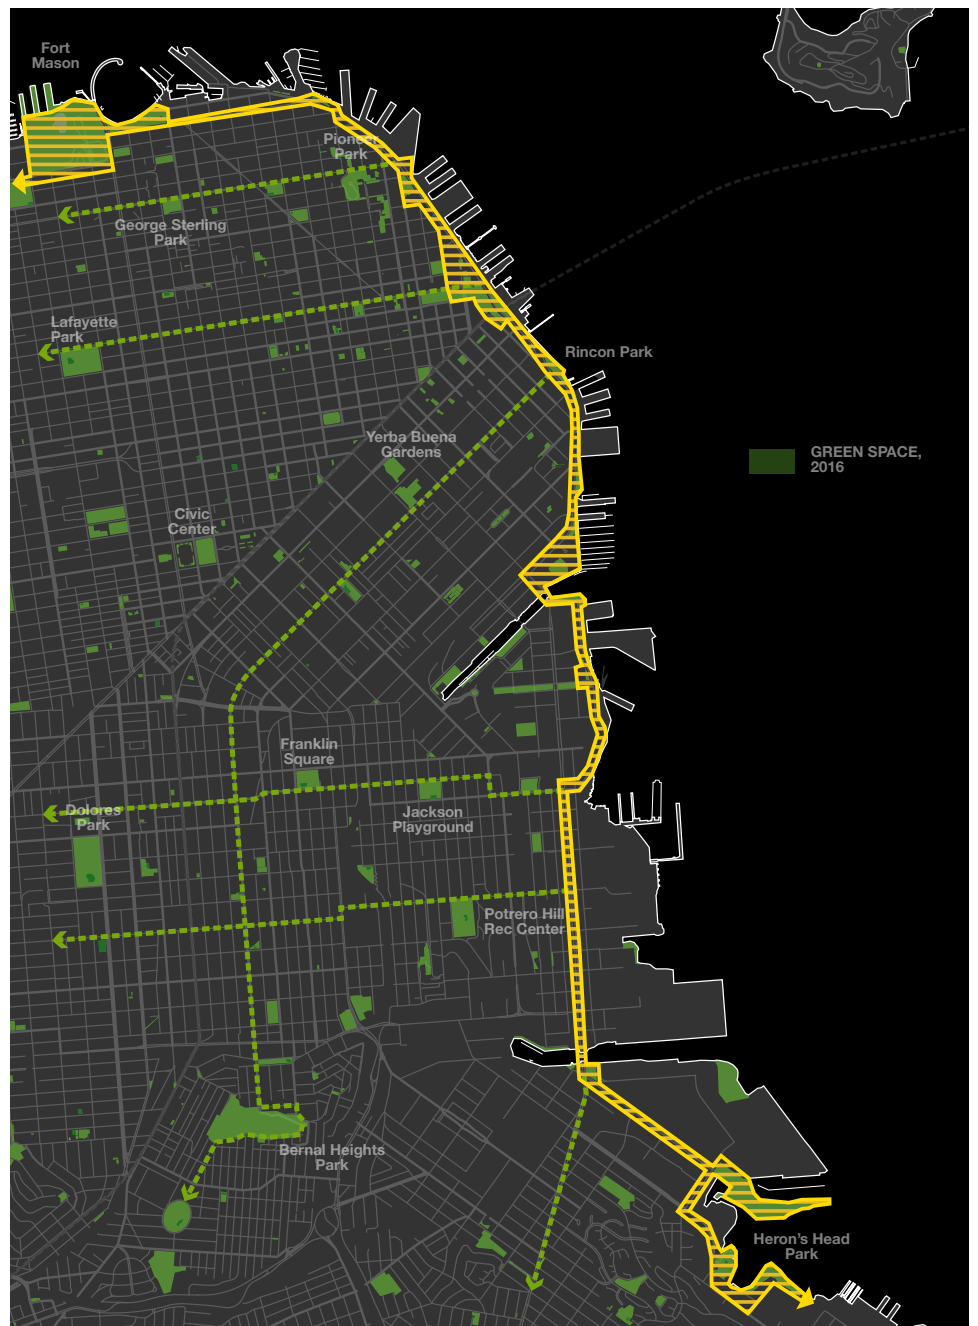 Fort
Mason
Pioneer
Park
George Sterling
Park
Lafayette
Park
Rincon Park
Yerba Buena
Gardens
GREEN SPACE,
2016
Civic
Center
Franklin
Square
Dolores
Park
Jackson
Playground
Potrero Hill
Rec Center
Bernal Heights
Park
Heron's Head
Park